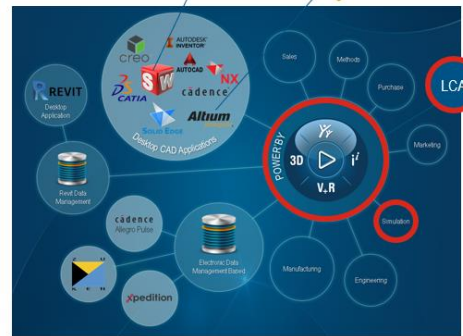 creo
AUTODESK
INVENTOR
AUTOCAD
SW
NX
CATIA
cādence
SOLID EDGE
Altium
Desktop CAD Applications
REVIT
Desktop
Application
Revit Data
Management
cādence
Allegro Pulse
Electronic Data
Management Based
xpedition
Z U
K E N
Sales
Methods
Purchase
LCA
Marketing
POWER'BY
3D
i²
V+R
Simulation
Manufacturing
Engineering